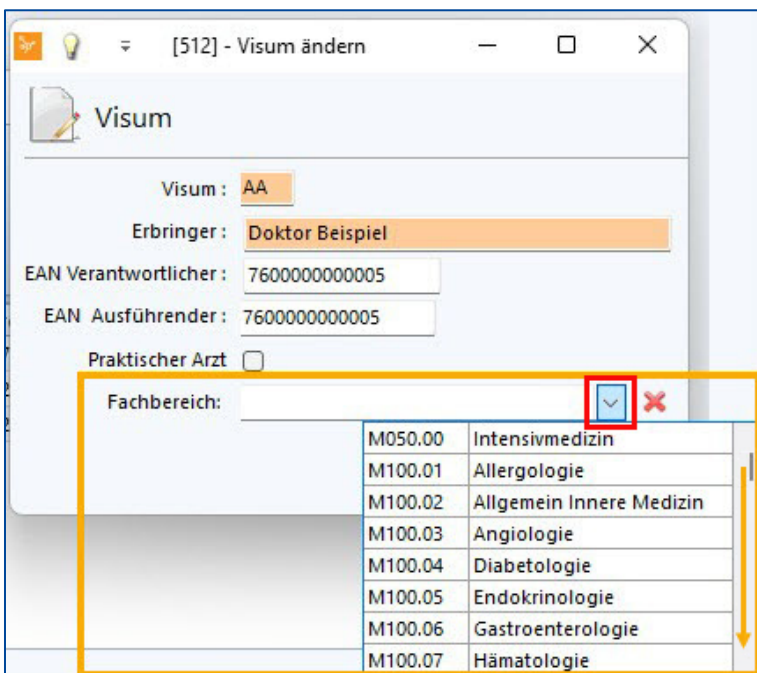 [512] - Visum ändern
Visum
Visum : AA
Erbringer : Doktor Beispiel
EAN Verantwortlicher : 7600000000005
EAN Ausführender : 7600000000005
Praktischer Arzt
Fachbereich:
M050.00 Intensivmedizin
M100.01 Allergologie
M100.02 Allgemein Innere Medizin
M100.03 Angiologie
M100.04 Diabetologie
M100.05 Endokrinologie
M100.06 Gastroenterologie
M100.07 Hämatologie